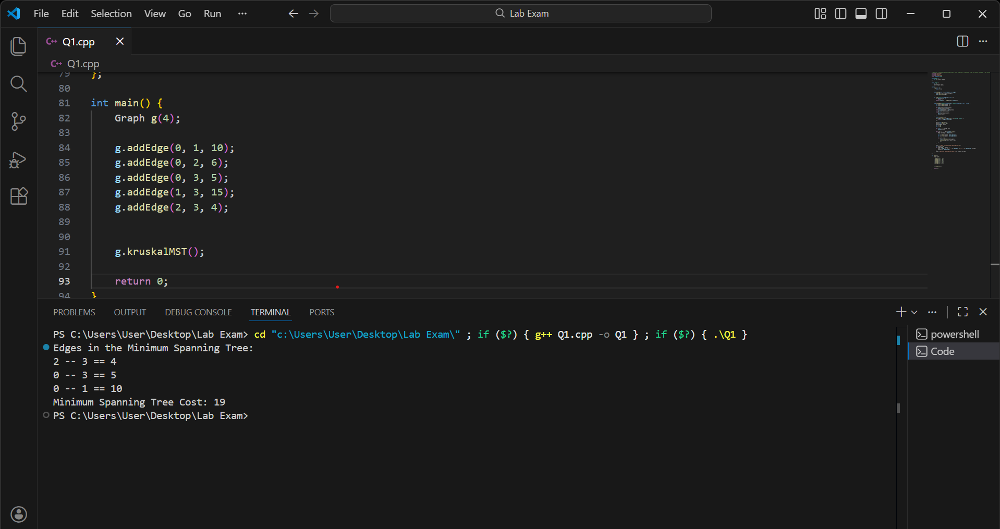 File Edit Selection View Go Run ... Lab Exam
C++ Q1.cpp
C++ Q1.cpp
79 };
80
81 int main() {
82 Graph g(4);
83
84 g.addEdge(0, 1, 10);
85 g.addEdge(0, 2, 6);
86 g.addEdge(0, 3, 5);
87 g.addEdge(1, 3, 15);
88 g.addEdge(2, 3, 4);
89
90
91 g.kruskalMST();
92
93 return 0;
94 }
PROBLEMS OUTPUT DEBUG CONSOLE TERMINAL PORTS
PS C:\Users\User\Desktop\Lab Exam> cd "c:\Users\User\Desktop\Lab Exam\" ; if ($?) { g++ Q1.cpp -o Q1 } ; if ($?) { .\Q1 }
Edges in the Minimum Spanning Tree:
2 -- 3 == 4
0 -- 3 == 5
0 -- 1 == 10
Minimum Spanning Tree Cost: 19
PS C:\Users\User\Desktop\Lab Exam>
powershell
Code